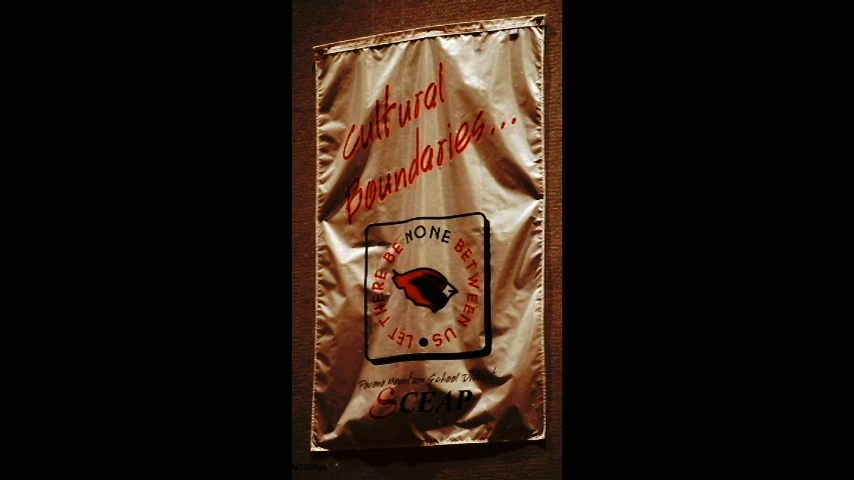 Cultural
Boundaries...
LET THERE BE NONE BETWEEN US
Pocono Mountain School District
SCEAP